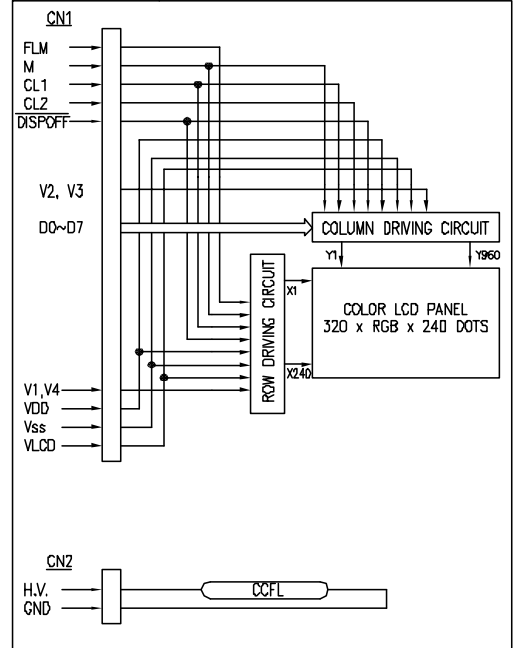 CN1
FLM
M
CL1
CL2
DISPOFF
V2, V3
D0~D7
COLUMN DRIVING CIRCUIT
Y1
Y960
ROW DRIVING CIRCUIT
X1
COLOR LCD PANEL
320 x RGB x 240 DOTS
X240
V1,V4
VDD
Vss
VLCD
CN2
H.V.
CCFL
GND